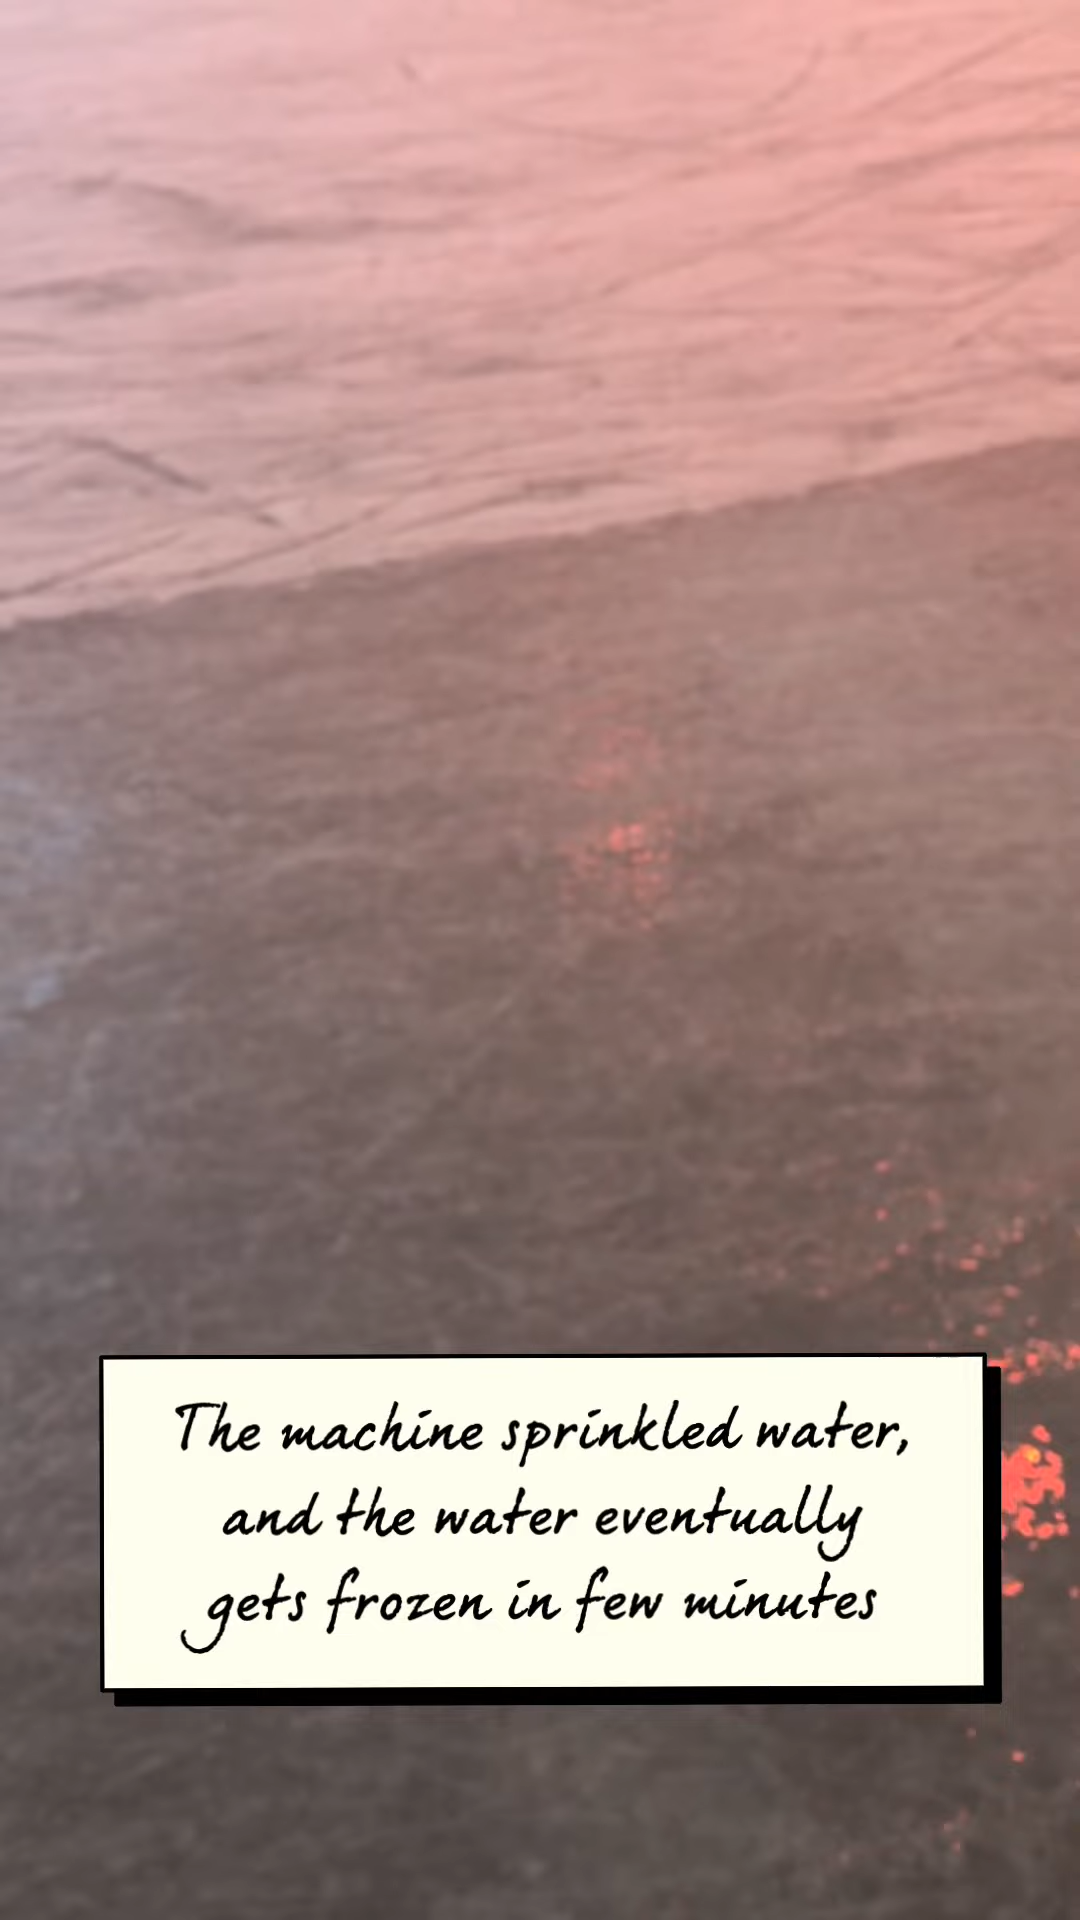 The machine sprinkled water,
and the water eventually
gets frozen in few minutes